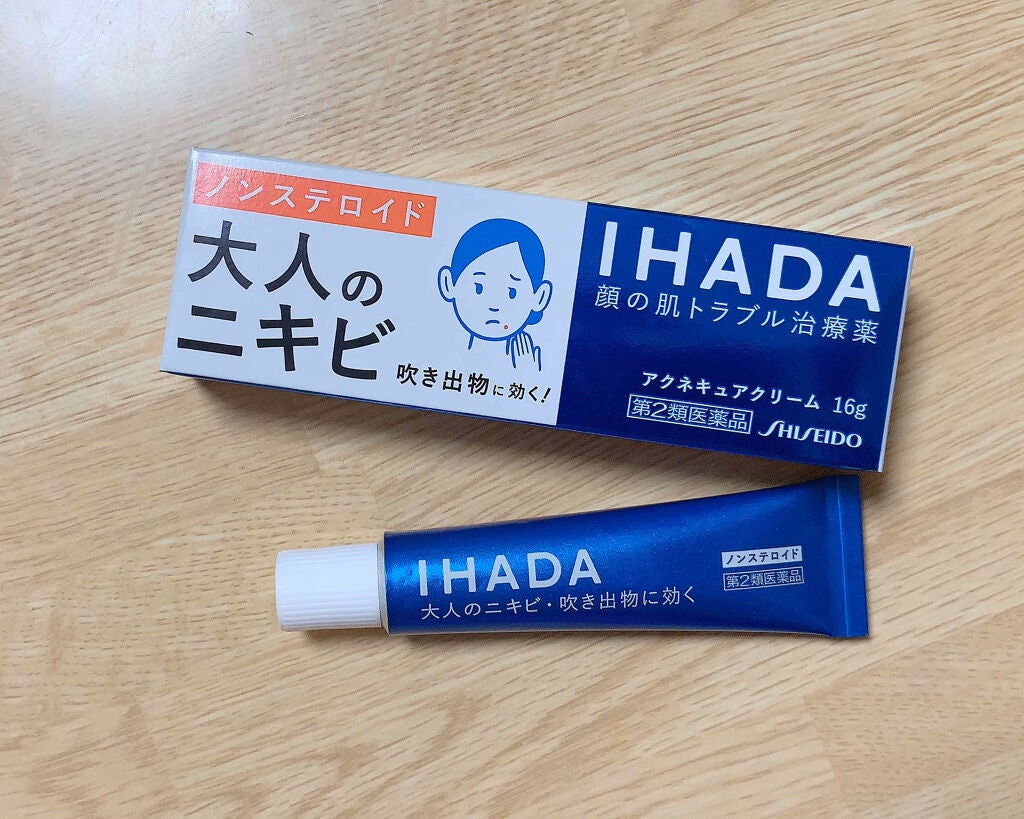 ノンステロイド
大人の
ニキビ
吹き出物に効く!
IHADA
顔の肌トラブル治療薬
アクネキュアクリーム 16g
第2類医薬品
SHISEIDO
IHADA
大人のニキビ・吹き出物に効く
ノンステロイド
第2類医薬品